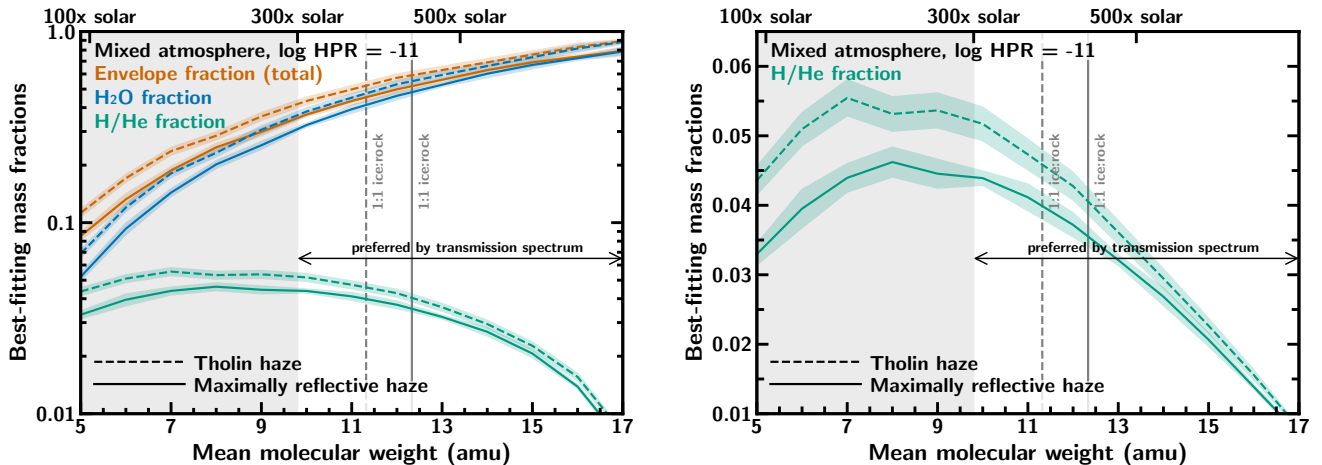 100x solar 300x solar 500x solar
Mixed atmosphere, log HPR = -11
Envelope fraction (total)
H₂O fraction
H/He fraction
1:1 ice:rock
1:1 ice:rock
preferred by transmission spectrum
Tholin haze
Maximally reflective haze
1.0
0.1
0.01
Best-fitting mass fractions
5 7 9 11 13 15 17
Mean molecular weight (amu)
100x solar 300x solar 500x solar
Mixed atmosphere, log HPR = -11
H/He fraction
1:1 ice:rock
1:1 ice:rock
preferred by transmission spectrum
Tholin haze
Maximally reflective haze
0.06
0.05
0.04
0.03
0.02
0.01
Best-fitting mass fractions
5 7 9 11 13 15 17
Mean molecular weight (amu)